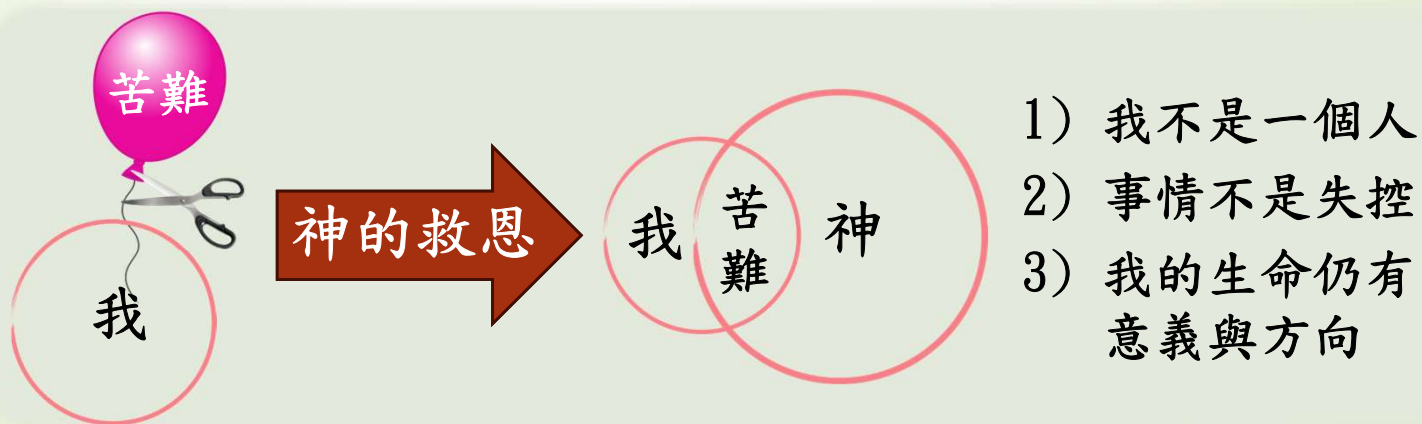 苦難
我
神的救恩
我
苦
難
神
1) 我不是一個人
2) 事情不是失控
3) 我的生命仍有
意義與方向